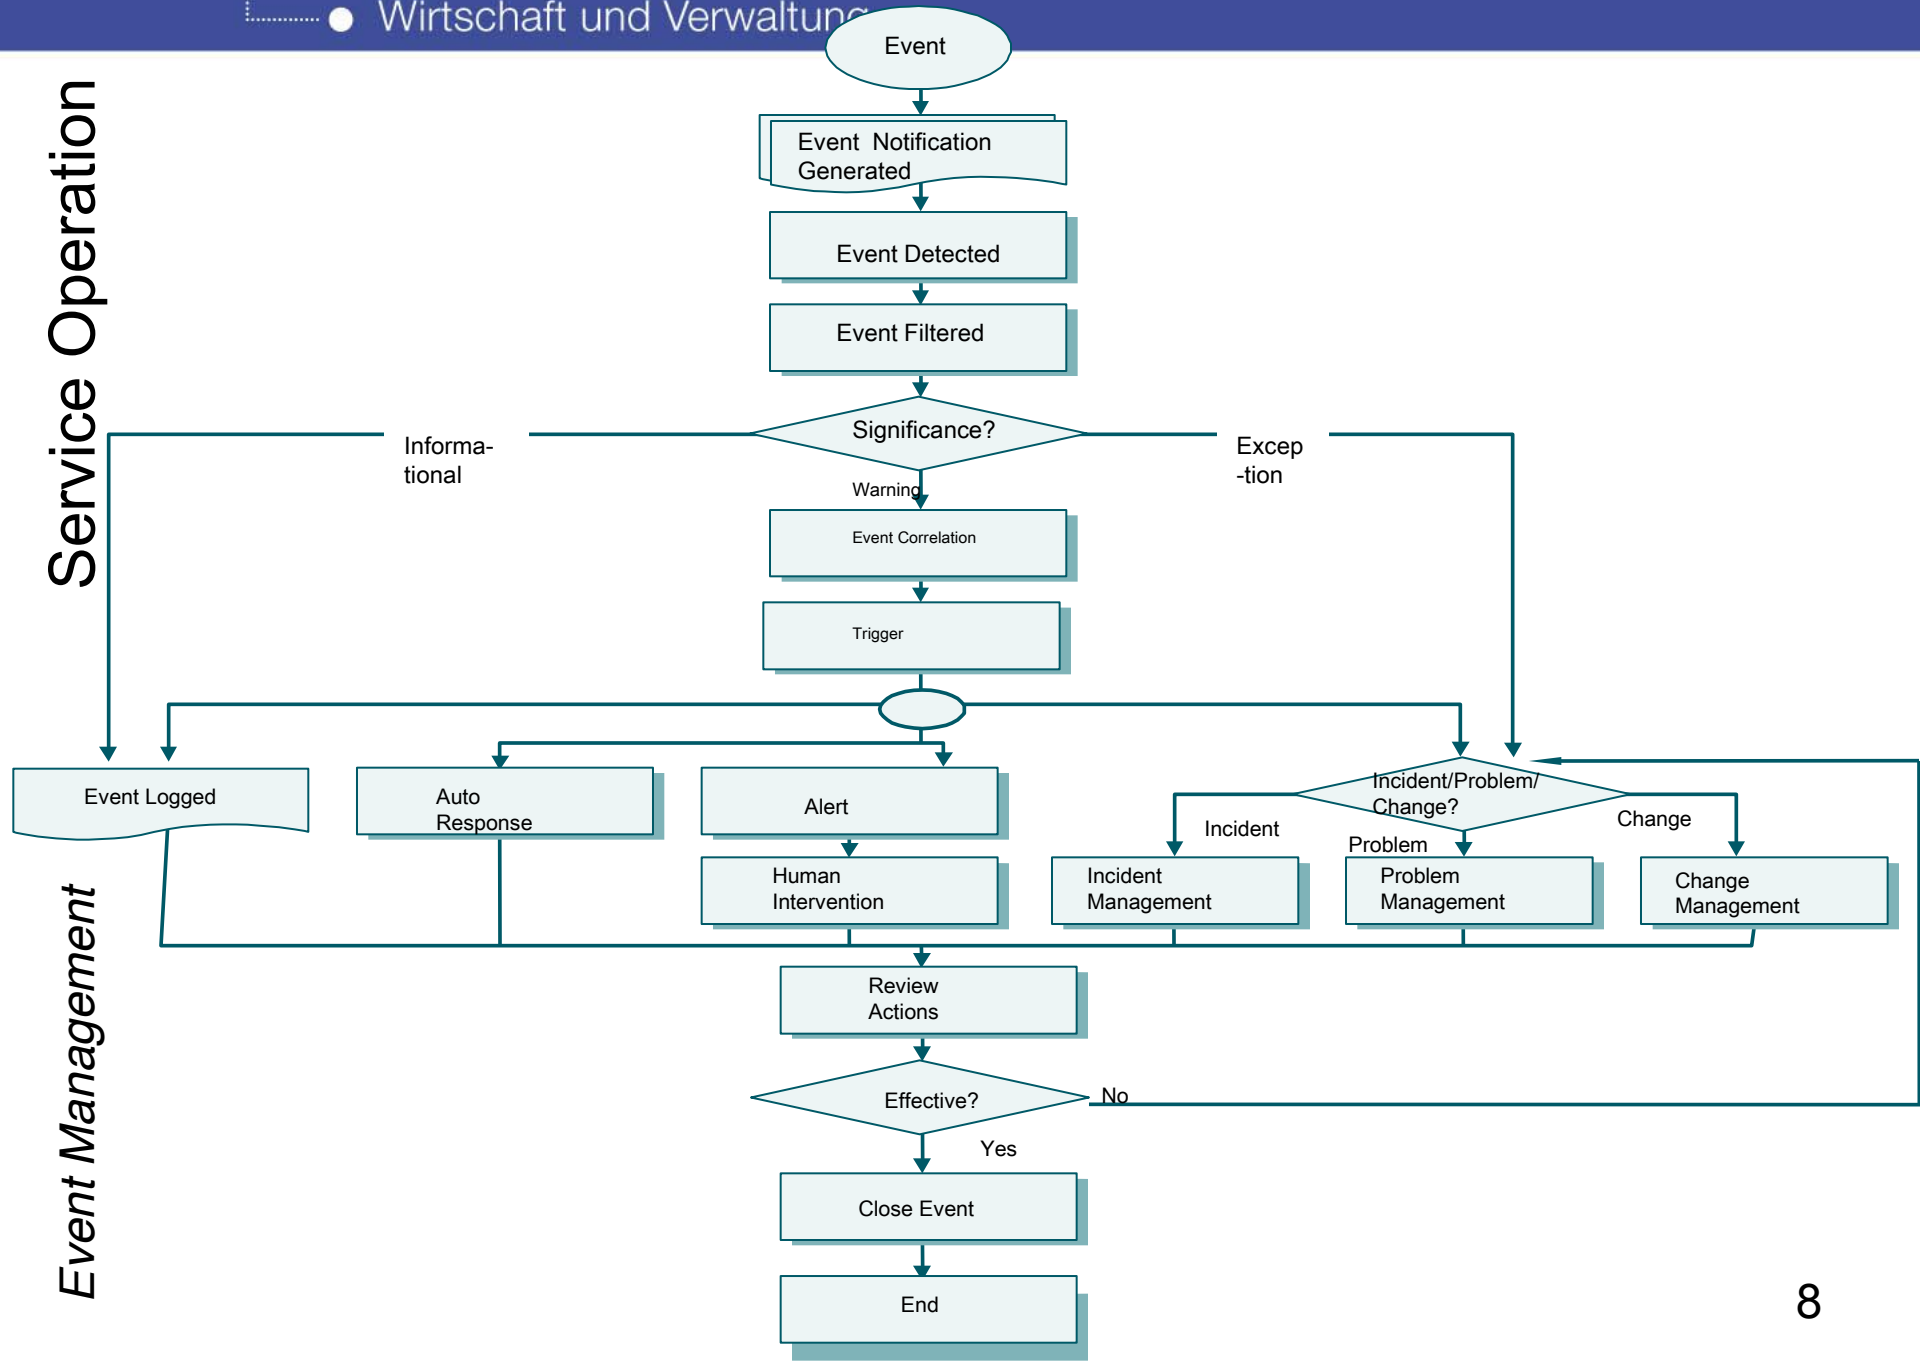 Wirtschaft und Verwaltung
Service Operation
Event Management
Event
Event Notification
Generated
Event Detected
Event Filtered
Significance?
Informa-
tional
Excep
-tion
Warning
Event Correlation
Trigger
Event Logged
Auto
Response
Alert
Incident/Problem/
Change?
Incident
Problem
Change
Human
Intervention
Incident
Management
Problem
Management
Change
Management
Review
Actions
Effective?
No
Yes
Close Event
End
8